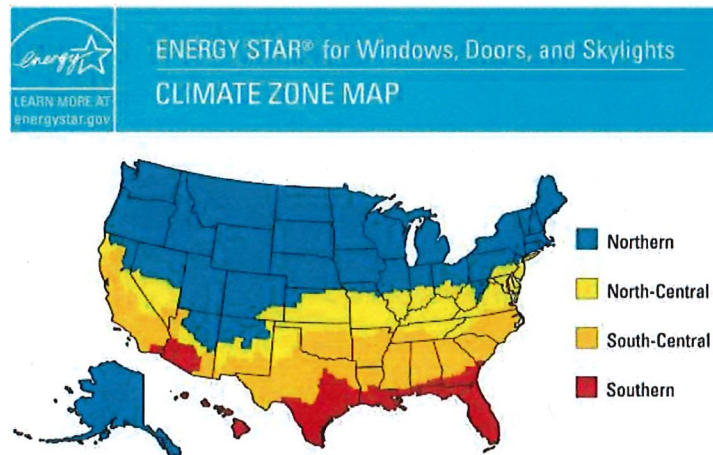 energy
LEARN MORE AT
energystar.gov
ENERGY STAR® for Windows, Doors, and Skylights
CLIMATE ZONE MAP
Northern
North-Central
South-Central
Southern